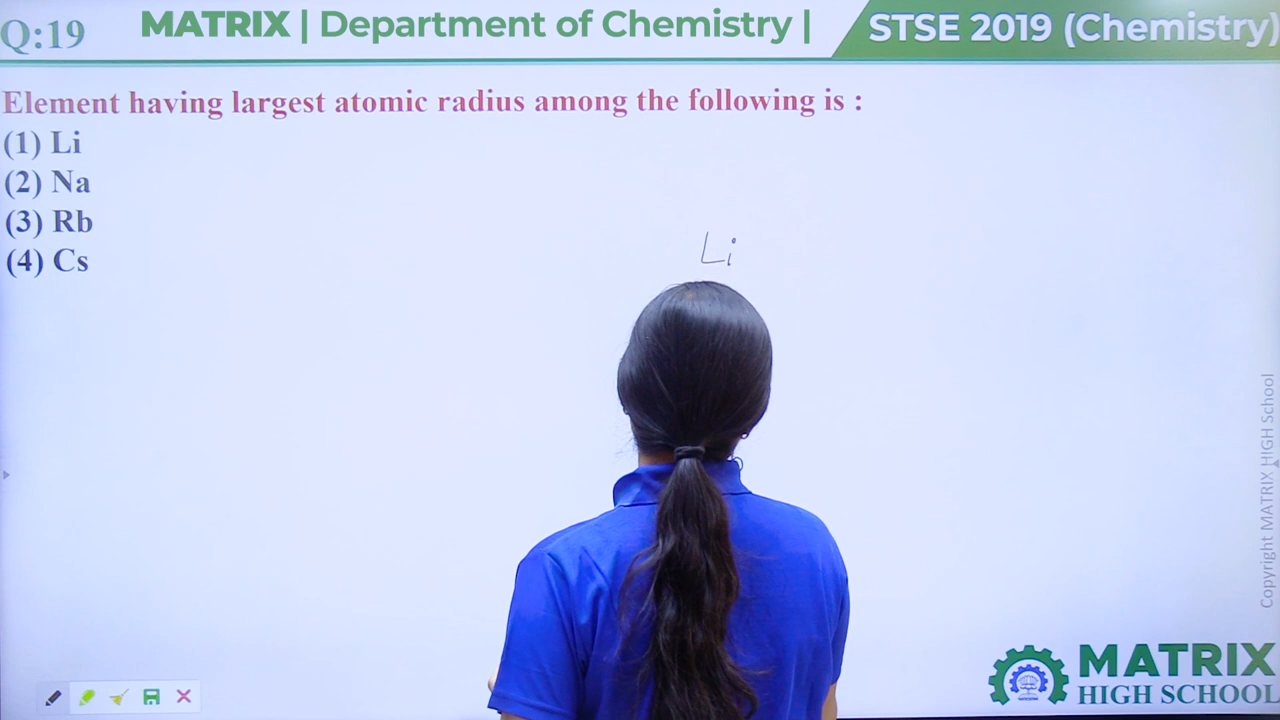 Q:19
MATRIX | Department of Chemistry |
STSE 2019 (Chemistry)
Element having largest atomic radius among the following is :
(1) Li
(2) Na
(3) Rb
(4) Cs
Li
Copyright MATRIX HIGH School
MATRIX
HIGH SCHOOL